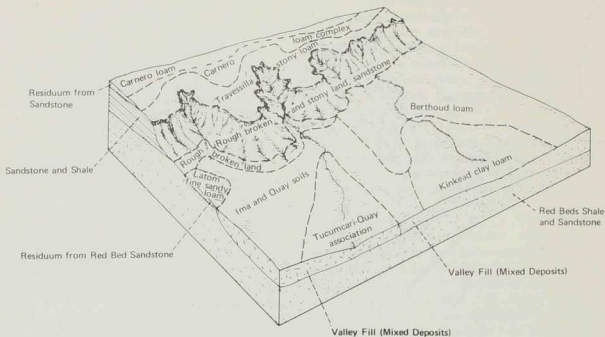 Carnero loam
Carnero
loam complex
Travessilla
stony loam
Residuum from
Sandstone
Rough broken
and stony land sandstone
Berthoud loam
Sandstone and Shale
Rough
broken land
Latom
fine sandy
loam
Ima and Quay soils
Kinkead clay loam
Tucumcari-Quay
association
Red Beds Shale
and Sandstone
Residuum from Red Bed Sandstone
Valley Fill (Mixed Deposits)
Valley Fill (Mixed Deposits)